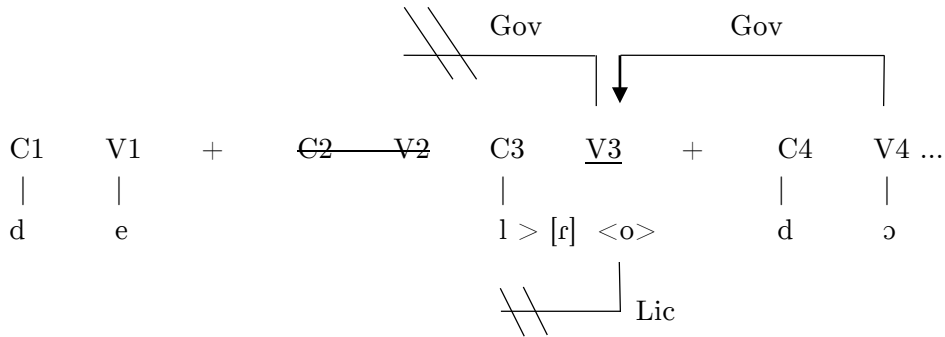 Gov Gov
C1 V1 + C2 V2 C3 V3 + C4 V4 ...
d e l > [ɾ] <o> d ɔ
Lic